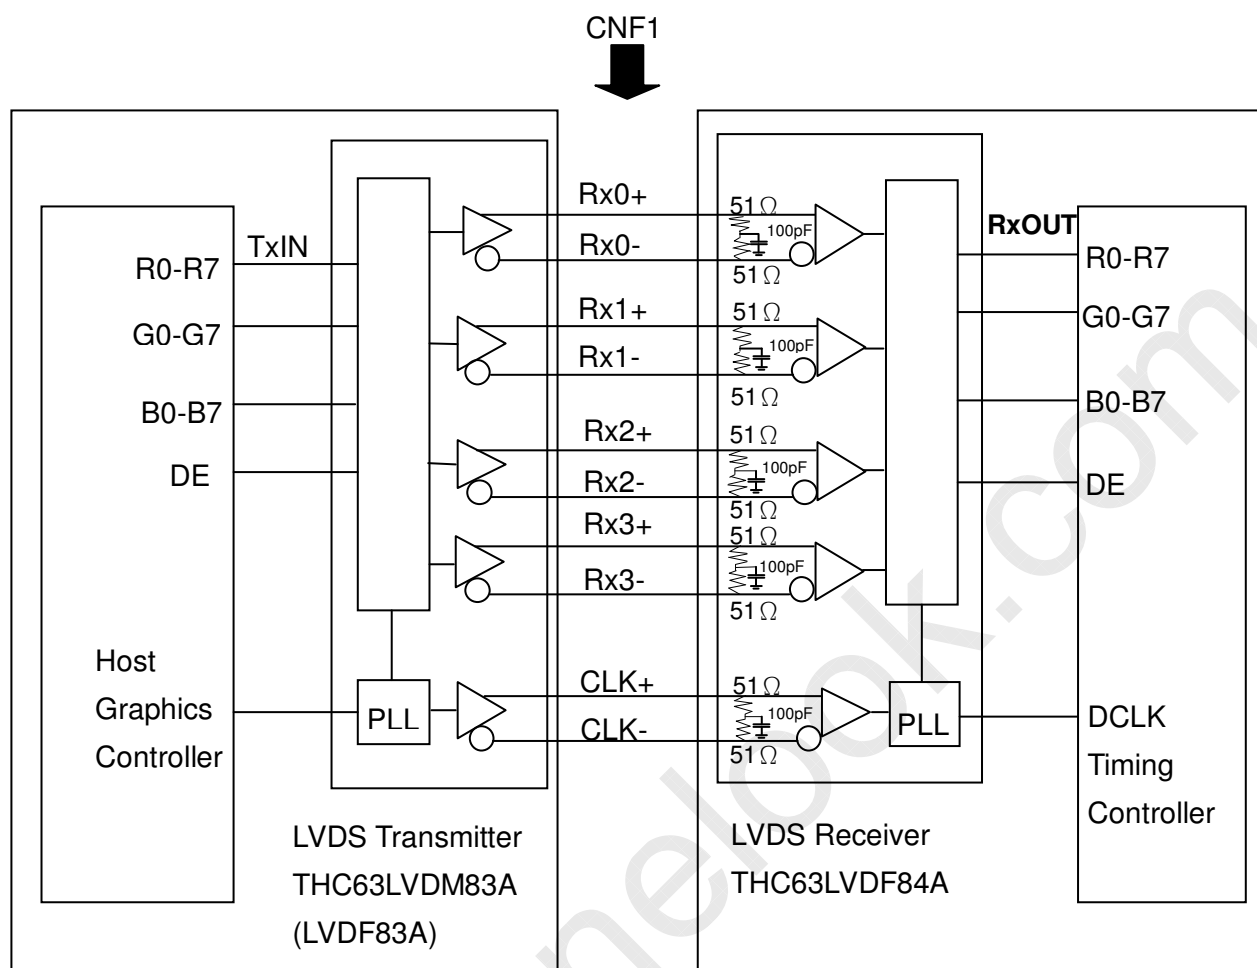 CNF1
Host
Graphics
Controller
R0-R7
G0-G7
B0-B7
DE
TxIN
PLL
LVDS Transmitter
THC63LVDM83A
(LVDF83A)
Rx0+
Rx0-
Rx1+
Rx1-
Rx2+
Rx2-
Rx3+
Rx3-
CLK+
CLK-
51Ω
100pF
51Ω
51Ω
100pF
51Ω
51Ω
100pF
51Ω
51Ω
100pF
51Ω
51Ω
100pF
51Ω
PLL
LVDS Receiver
THC63LVDF84A
RxOUT
R0-R7
G0-G7
B0-B7
DE
DCLK
Timing
Controller
nelook.com